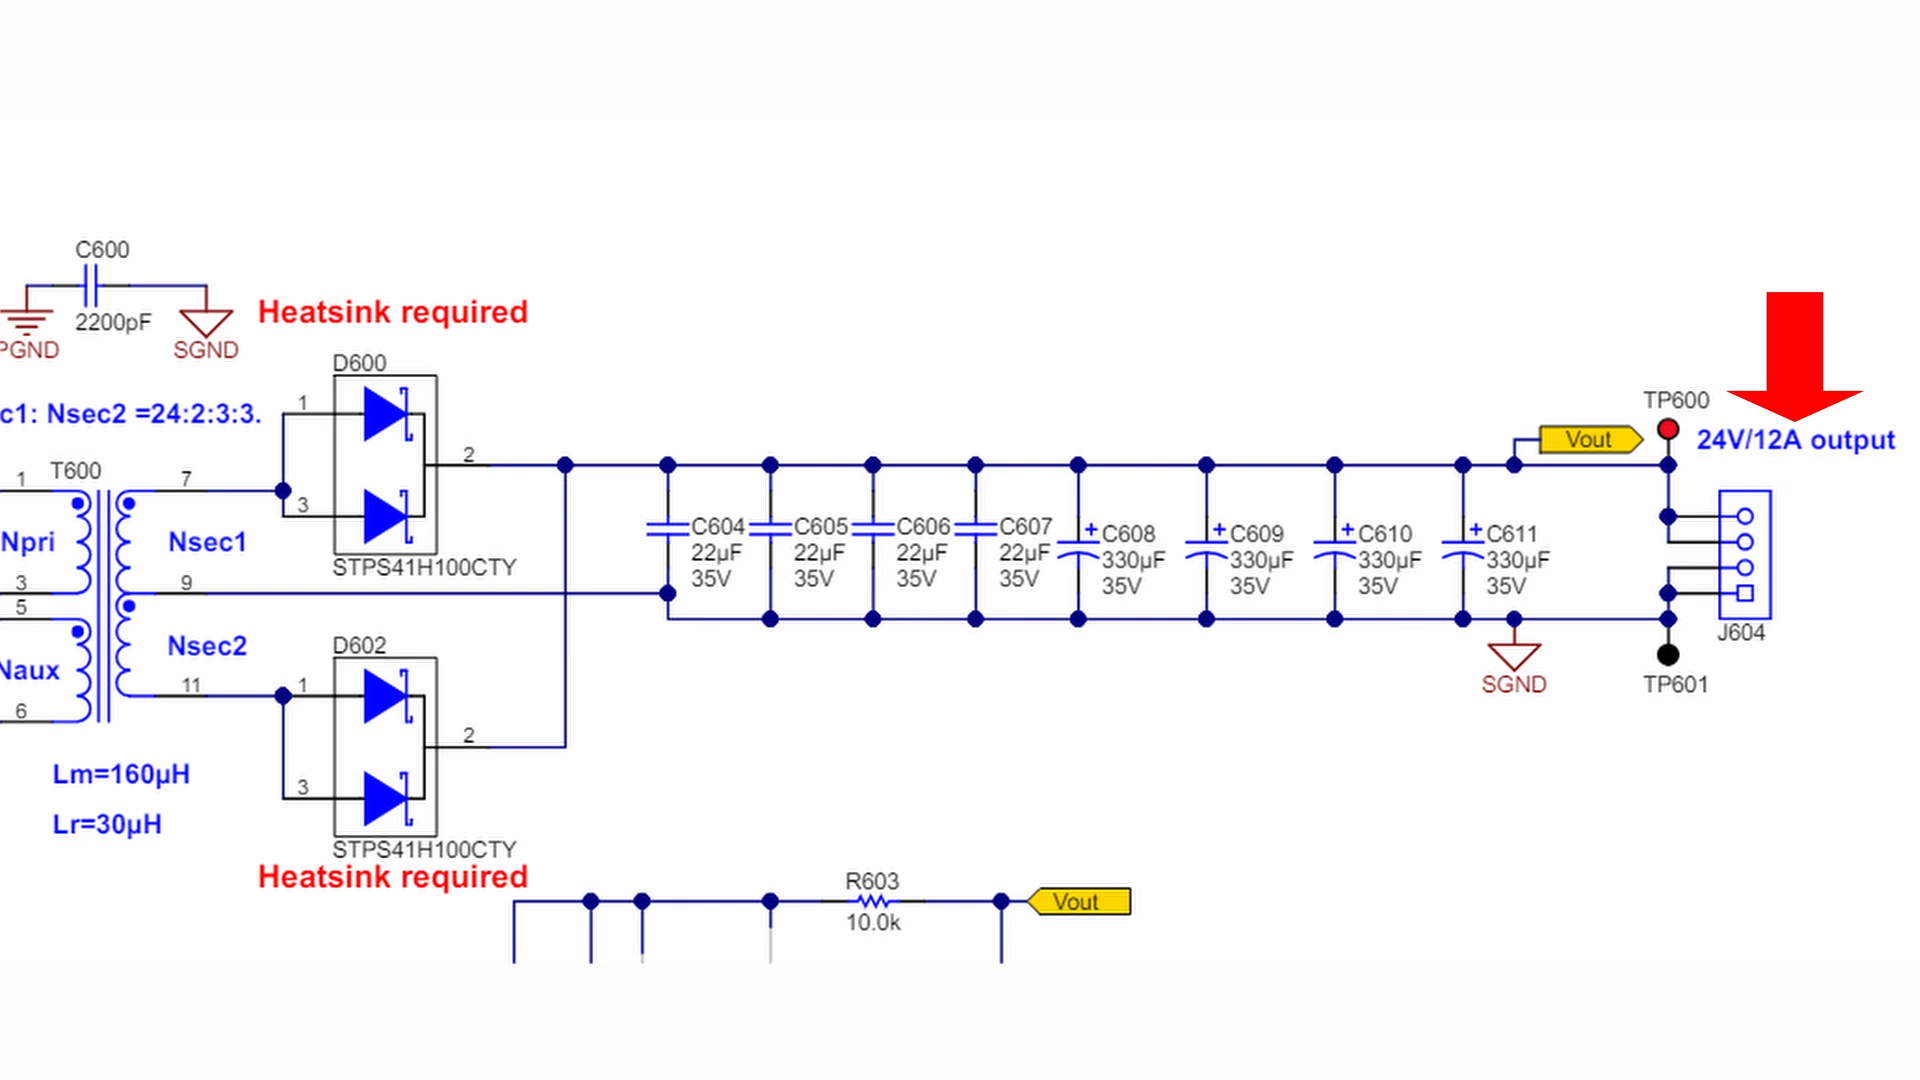 C600
2200pF
PGND
SGND
Heatsink required
D600
c1: Nsec2 =24:2:3:3.
T600
1
7
1
3
2
STPS41H100CTY
Npri
Nsec1
3
9
5
Naux
Nsec2
6
11
D602
1
3
2
STPS41H100CTY
Heatsink required
Lm=160µH
Lr=30µH
C604
22µF
35V
C605
22µF
35V
C606
22µF
35V
C607
22µF
35V
+
C608
330µF
35V
+
C609
330µF
35V
+
C610
330µF
35V
+
C611
330µF
35V
Vout
TP600
24V/12A output
J604
SGND
TP601
R603
10.0k
Vout